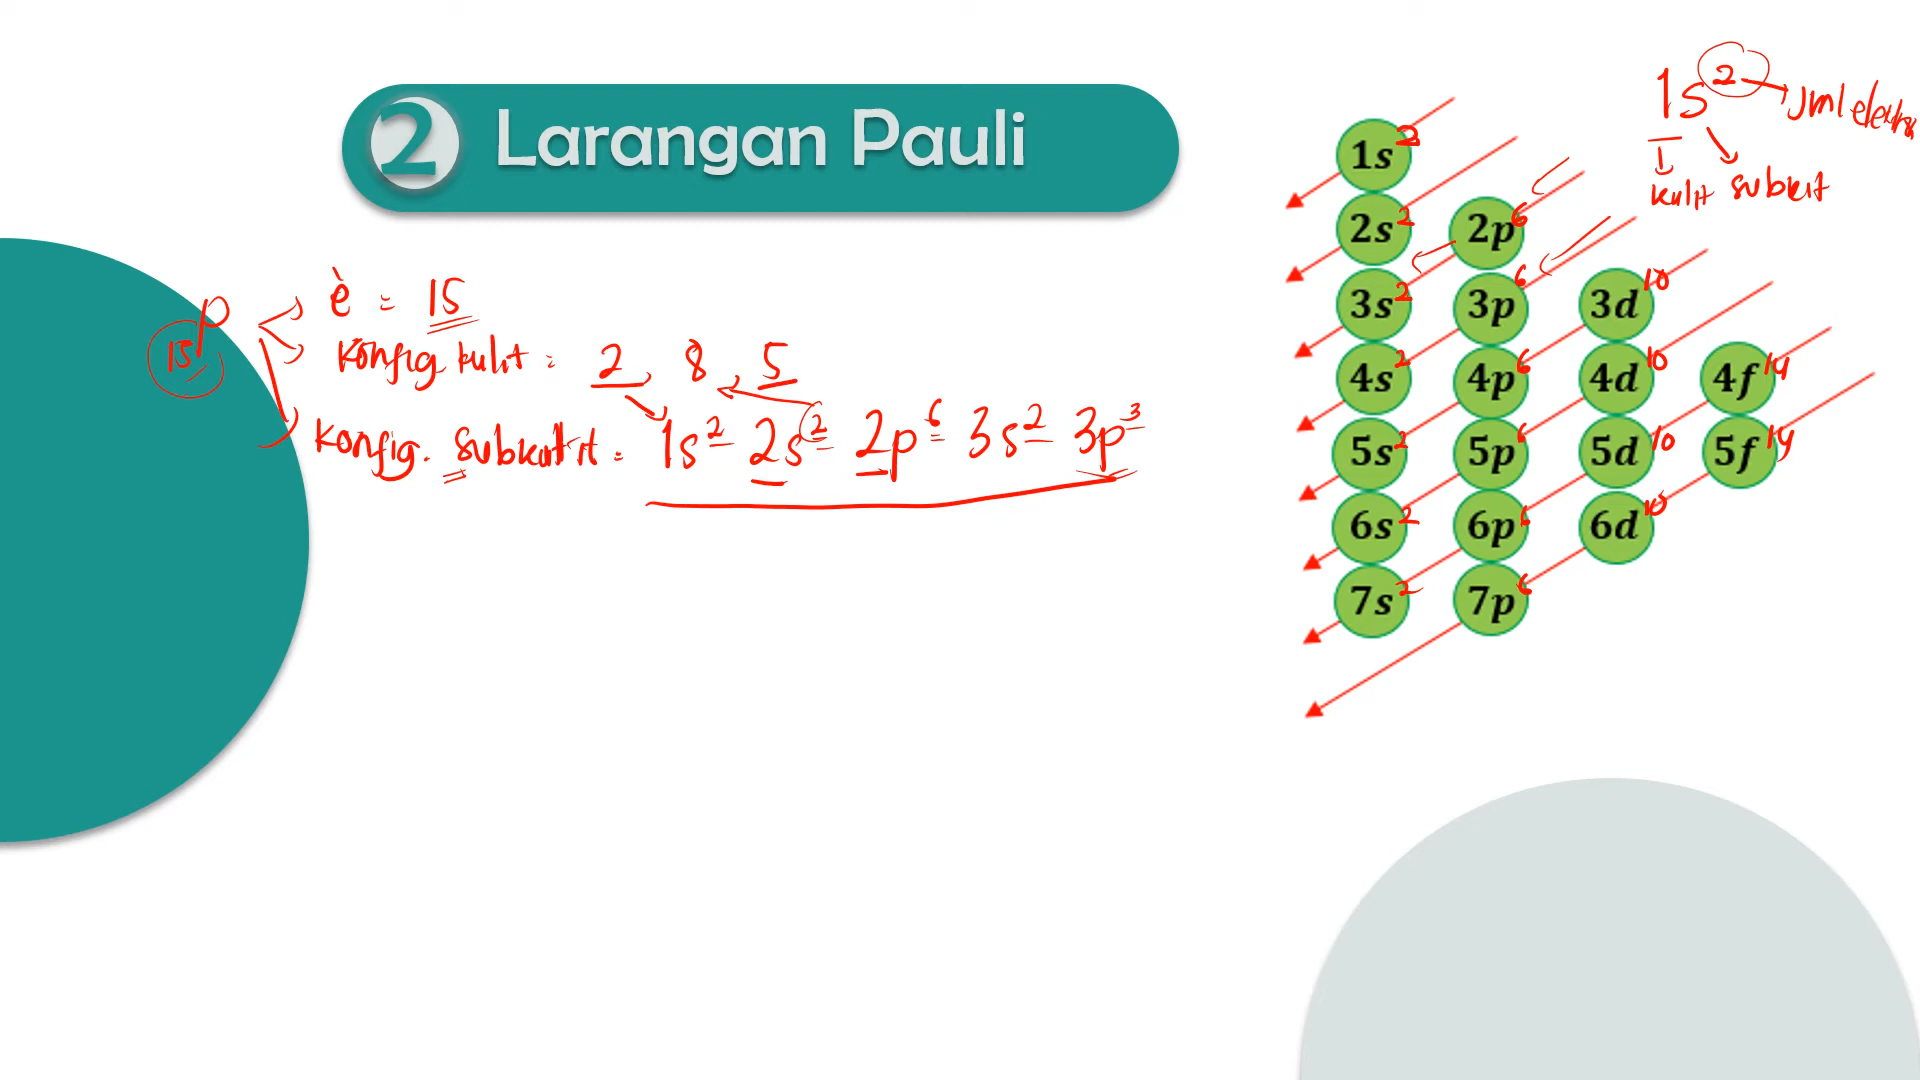 2 Larangan Pauli
15P
è = 15
Konfig kulit = 2, 8, 5
Konfig. subkulit = 1s² 2s² 2p⁶ 3s² 3p³
1s² jml elektron
kulit subkulit
1s²
2s² 2p⁶
3s² 3p⁶ 3d¹⁰
4s² 4p⁶ 4d¹⁰ 4f¹⁴
5s² 5p⁶ 5d¹⁰ 5f¹⁴
6s² 6p⁶ 6d¹⁰
7s² 7p⁶